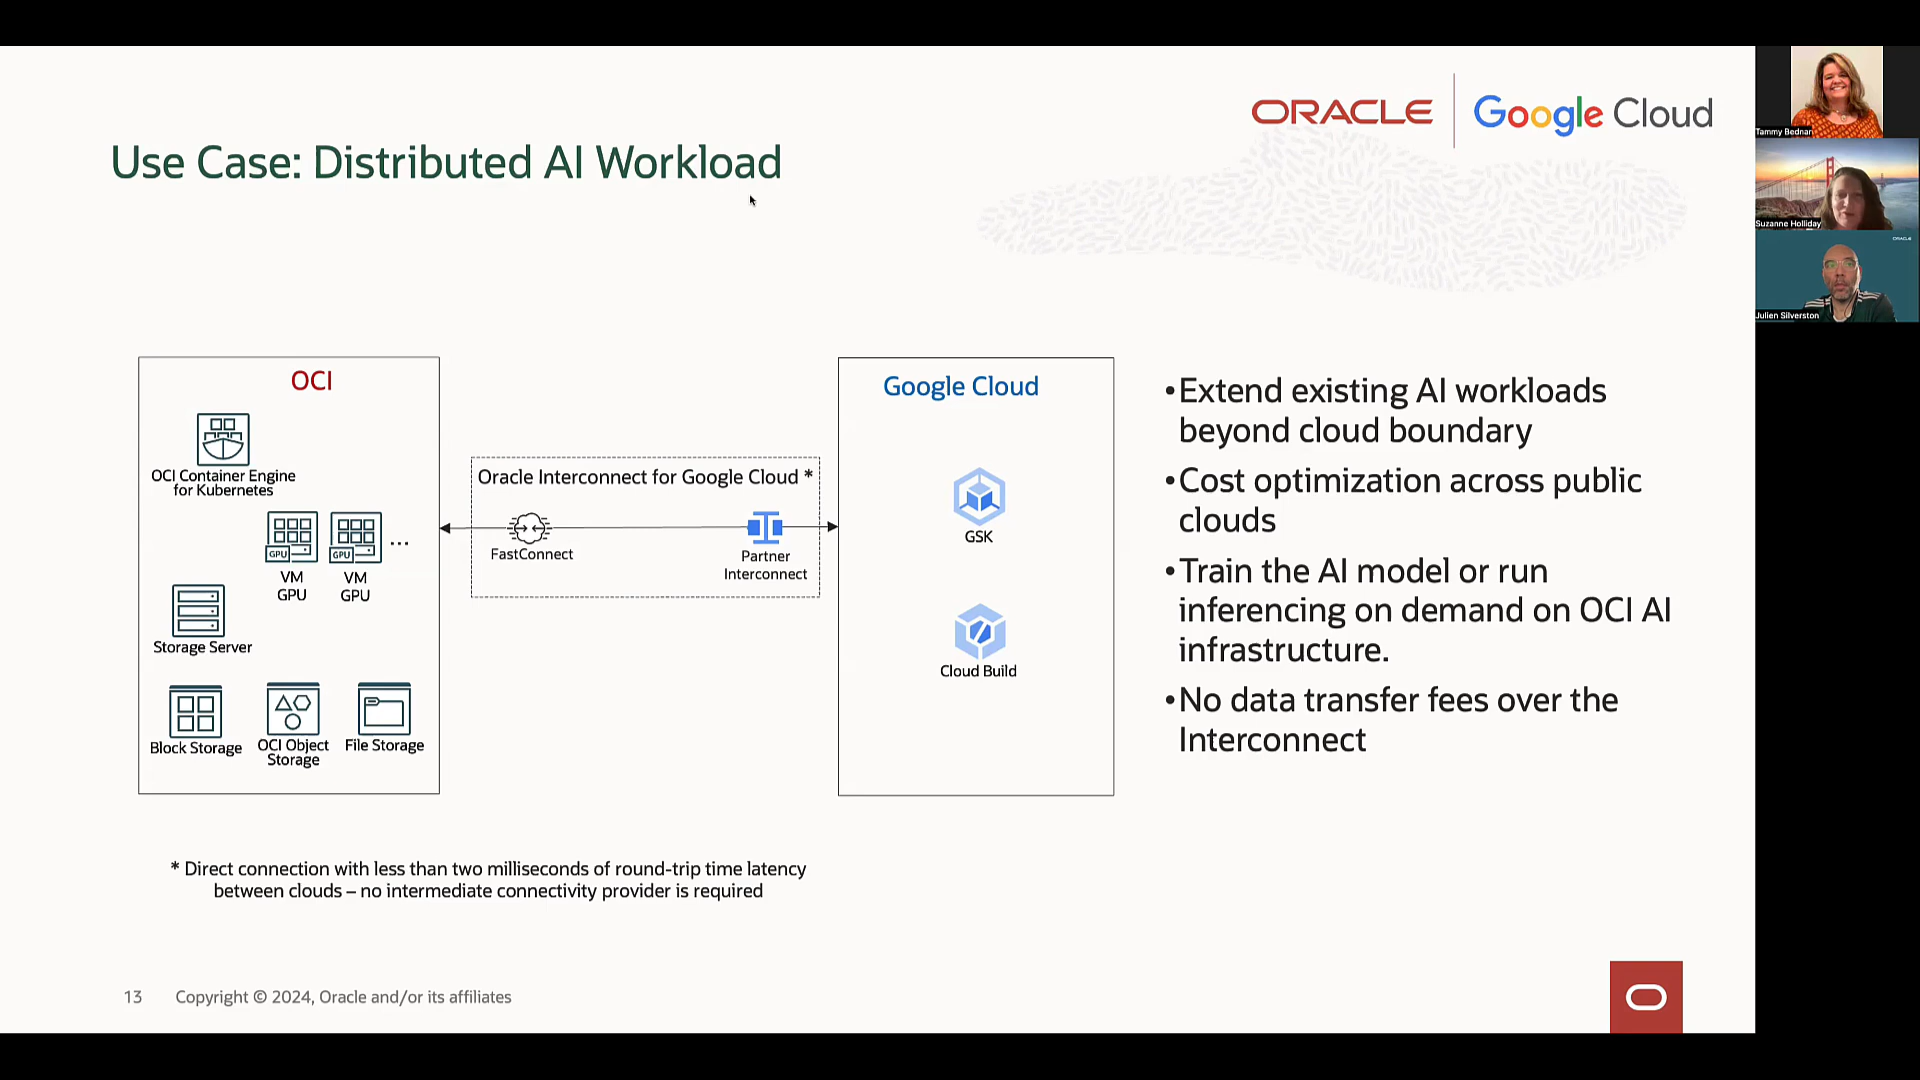 ORACLE
Google Cloud
Use Case: Distributed AI Workload
Tammy Bednar
Suzanne Holliday
ORACLE
Julien Silverston
OCI
OCI Container Engine
for Kubernetes
GPU
VM
GPU
GPU
VM
GPU
...
Storage Server
Block Storage
OCI Object
Storage
File Storage
Oracle Interconnect for Google Cloud *
FastConnect
Partner
Interconnect
Google Cloud
GSK
Cloud Build
•Extend existing AI workloads
beyond cloud boundary
•Cost optimization across public
clouds
•Train the AI model or run
inferencing on demand on OCI AI
infrastructure.
•No data transfer fees over the
Interconnect
* Direct connection with less than two milliseconds of round-trip time latency
between clouds – no intermediate connectivity provider is required
13
Copyright © 2024, Oracle and/or its affiliates